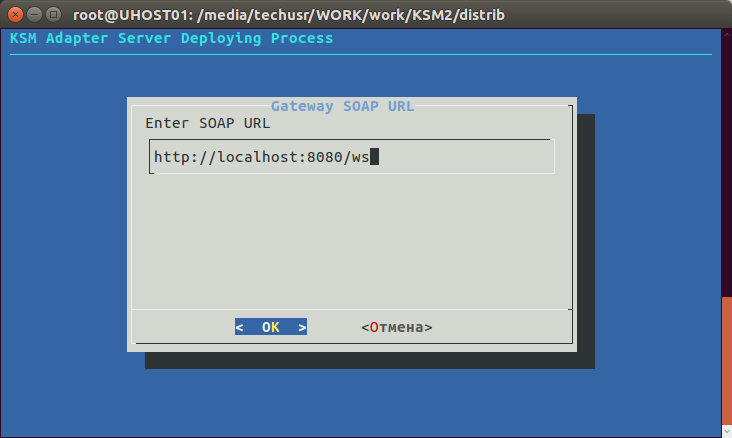 root@UHOST01: /media/techusr/WORK/work/KSM2/distrib
KSM Adapter Server Deploying Process
Gateway SOAP URL
Enter SOAP URL
http://localhost:8080/ws
<  OK  >
<Отмена>